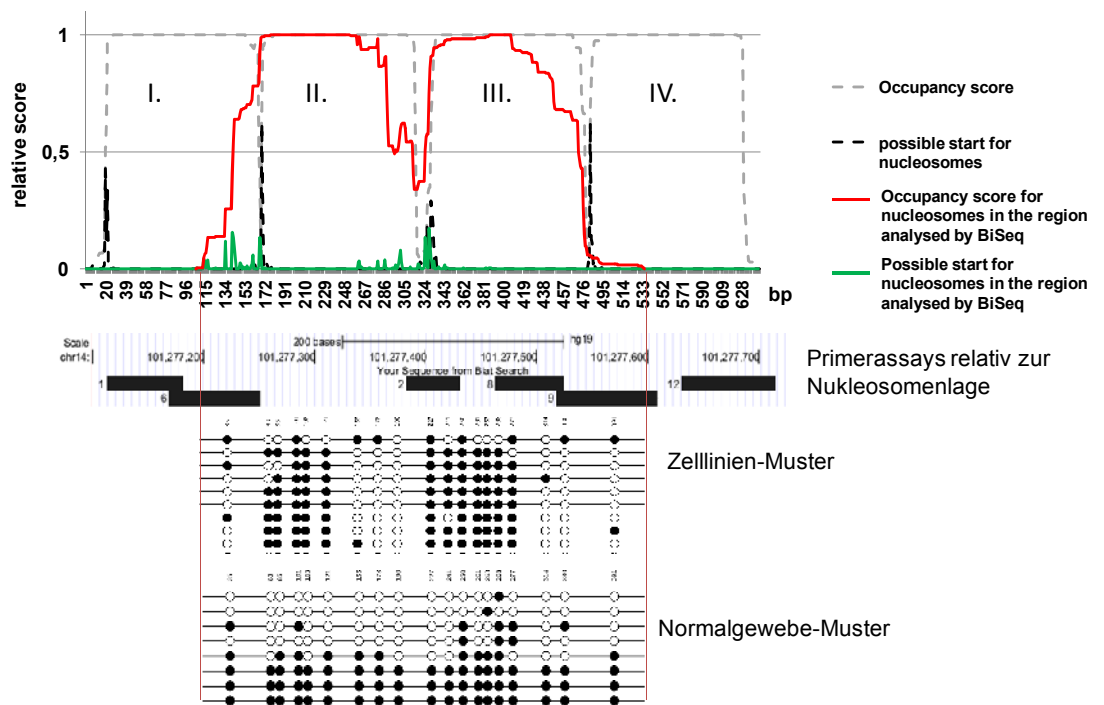 1
0,5
0
relative score
I.
II.
III.
IV.
1 20 39 58 77 96 115 134 153 172 191 210 229 248 267 286 305 324 343 362 381 400 419 438 457 476 495 514 533 552 571 590 609 628
bp
Occupancy score
possible start for
nucleosomes
Occupancy score for
nucleosomes in the region
analysed by BiSeq
Possible start for
nucleosomes in the region
analysed by BiSeq
Scale
200 bases
hg19
chr14:
101,277,200
101,277,300
101,277,400
101,277,500
101,277,600
101,277,700
Your Sequence from Blat Search
1
2
8
12
6
9
Primerassays relativ zur
Nukleosomenlage
Zelllinien-Muster
Normalgewebe-Muster